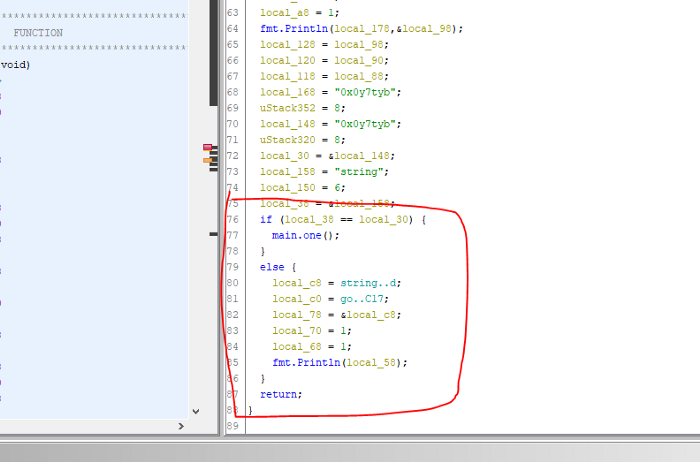 FUNCTION
void)
63 local_a8 = 1;
64 fmt.Println(local_178,&local_98);
65 local_128 = local_98;
66 local_120 = local_90;
67 local_118 = local_88;
68 local_168 = "0x0y7tyb";
69 uStack352 = 8;
70 local_148 = "0x0y7tyb";
71 uStack320 = 8;
72 local_30 = &local_148;
73 local_158 = "string";
74 local_150 = 6;
75 local_38 = &local_158;
76 if (local_38 == local_30) {
77 main.one();
78 }
79 else {
80 local_c8 = string..d;
81 local_c0 = go..C17;
82 local_78 = &local_c8;
83 local_70 = 1;
84 local_68 = 1;
85 fmt.Println(local_58);
86 }
87 return;
88 }
89